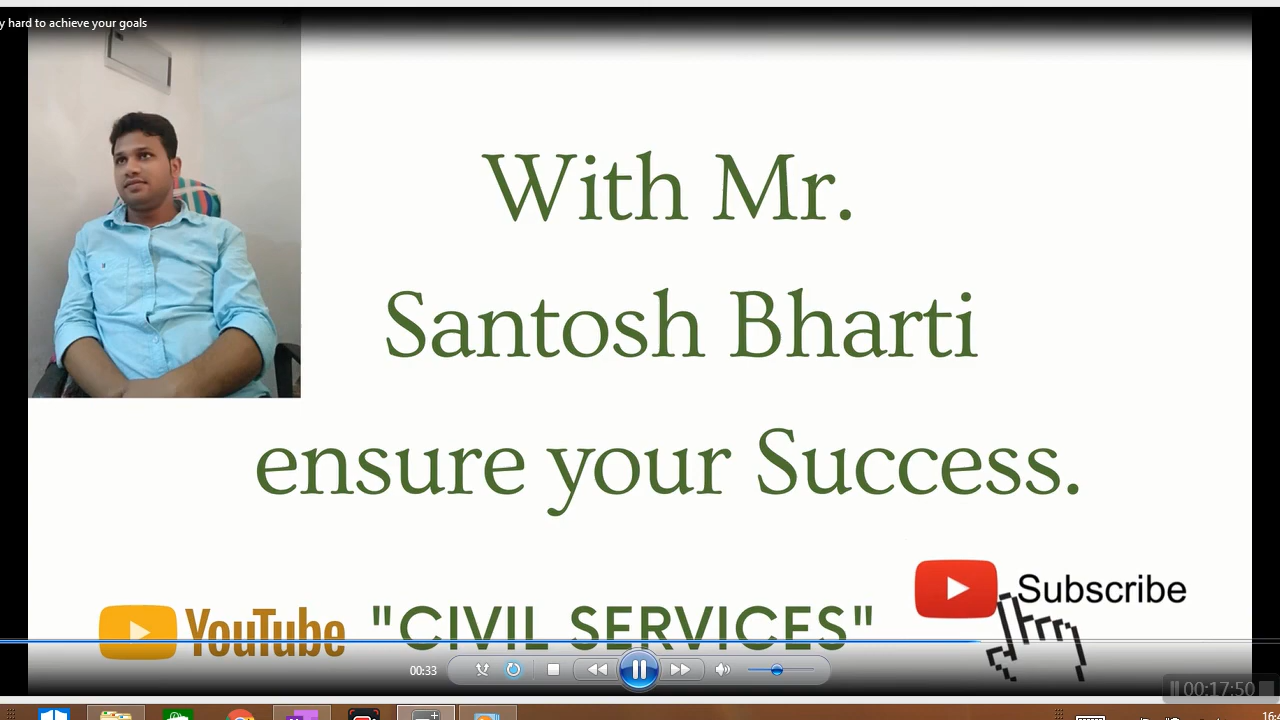 y hard to achieve your goals
With Mr.
Santosh Bharti
ensure your Success.
Subscribe
YouTube "CIVIL SERVICES"
00:33
00:17:50